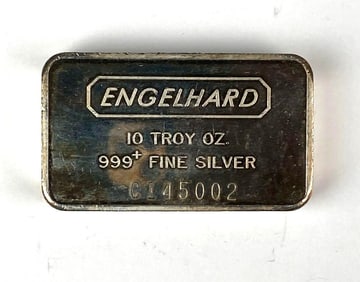 ENGELHARD
10 TROY OZ.
999+ FINE SILVER
C145002